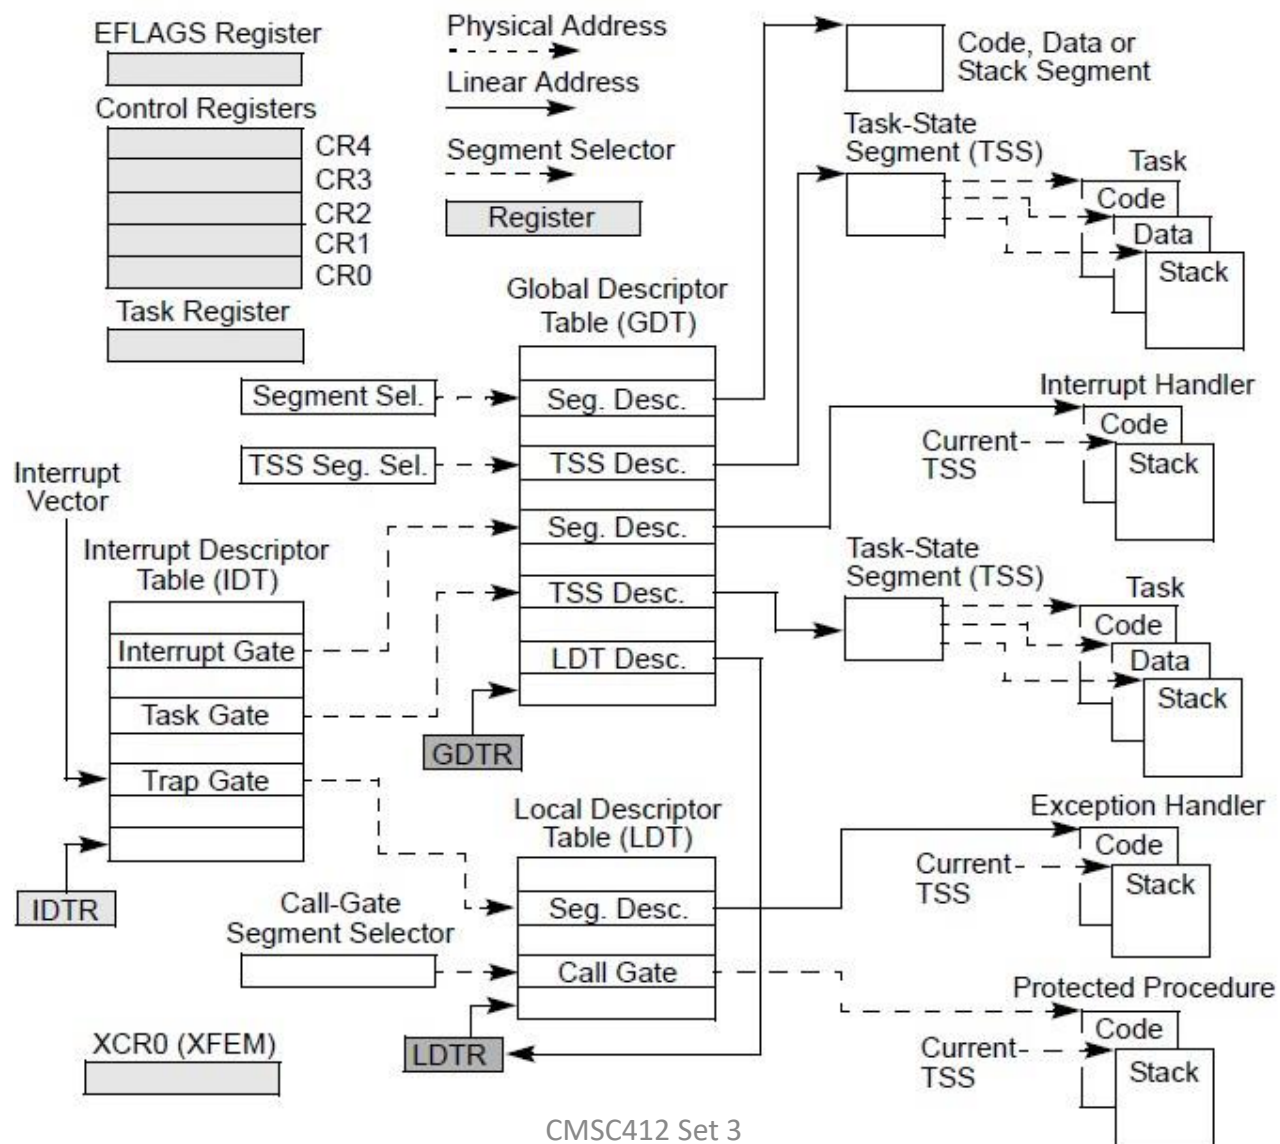 EFLAGS Register
Control Registers
CR4
CR3
CR2
CR1
CR0
Task Register
Physical Address
Linear Address
Segment Selector
Register
Global Descriptor
Table (GDT)
Segment Sel.
Seg. Desc.
TSS Seg. Sel.
TSS Desc.
Seg. Desc.
TSS Desc.
LDT Desc.
GDTR
Code, Data or
Stack Segment
Task-State
Segment (TSS)
Task
Code
Data
Stack
Interrupt Handler
Code
Current
TSS
Stack
Task-State
Segment (TSS)
Task
Code
Data
Stack
Interrupt
Vector
Interrupt Descriptor
Table (IDT)
Interrupt Gate
Task Gate
Trap Gate
IDTR
Local Descriptor
Table (LDT)
Call-Gate
Segment Selector
Seg. Desc.
Call Gate
LDTR
Exception Handler
Code
Current
TSS
Stack
Protected Procedure
Code
Current
TSS
Stack
XCR0 (XFEM)
CMSC412 Set 3